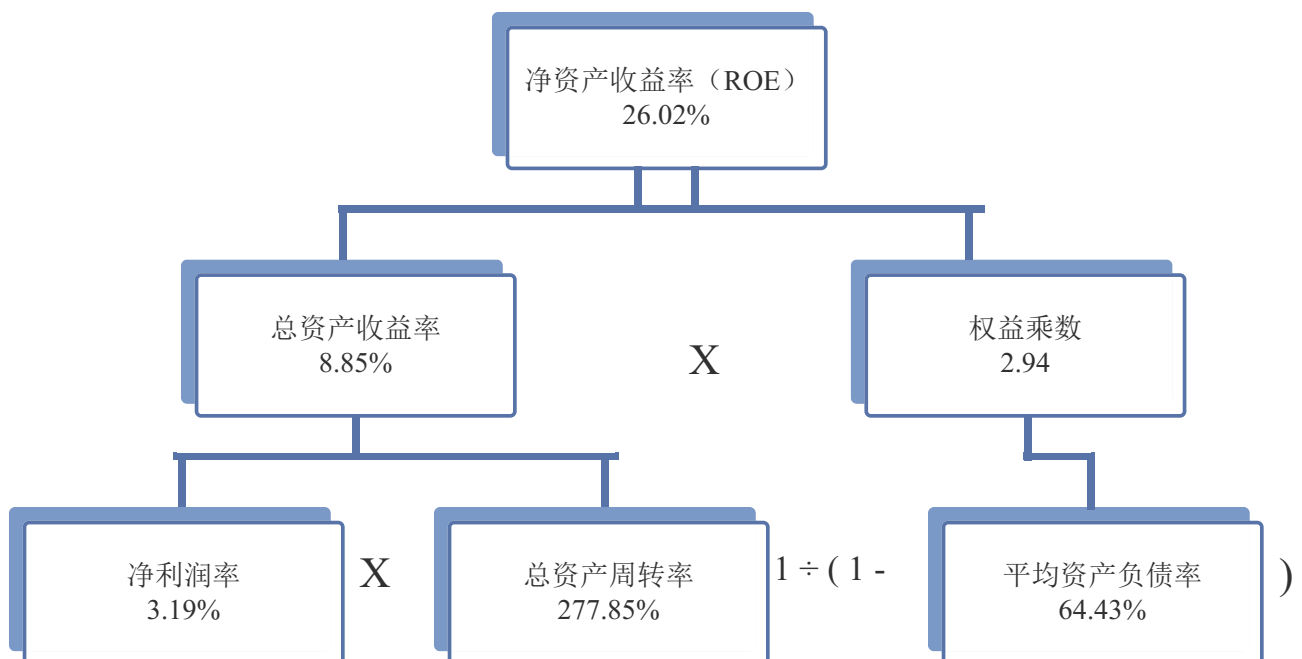 净资产收益率（ROE）
26.02%
总资产收益率
8.85%
X
权益乘数
2.94
净利润率
3.19%
X
总资产周转率
277.85%
1 ÷ ( 1 -
平均资产负债率
64.43%
)